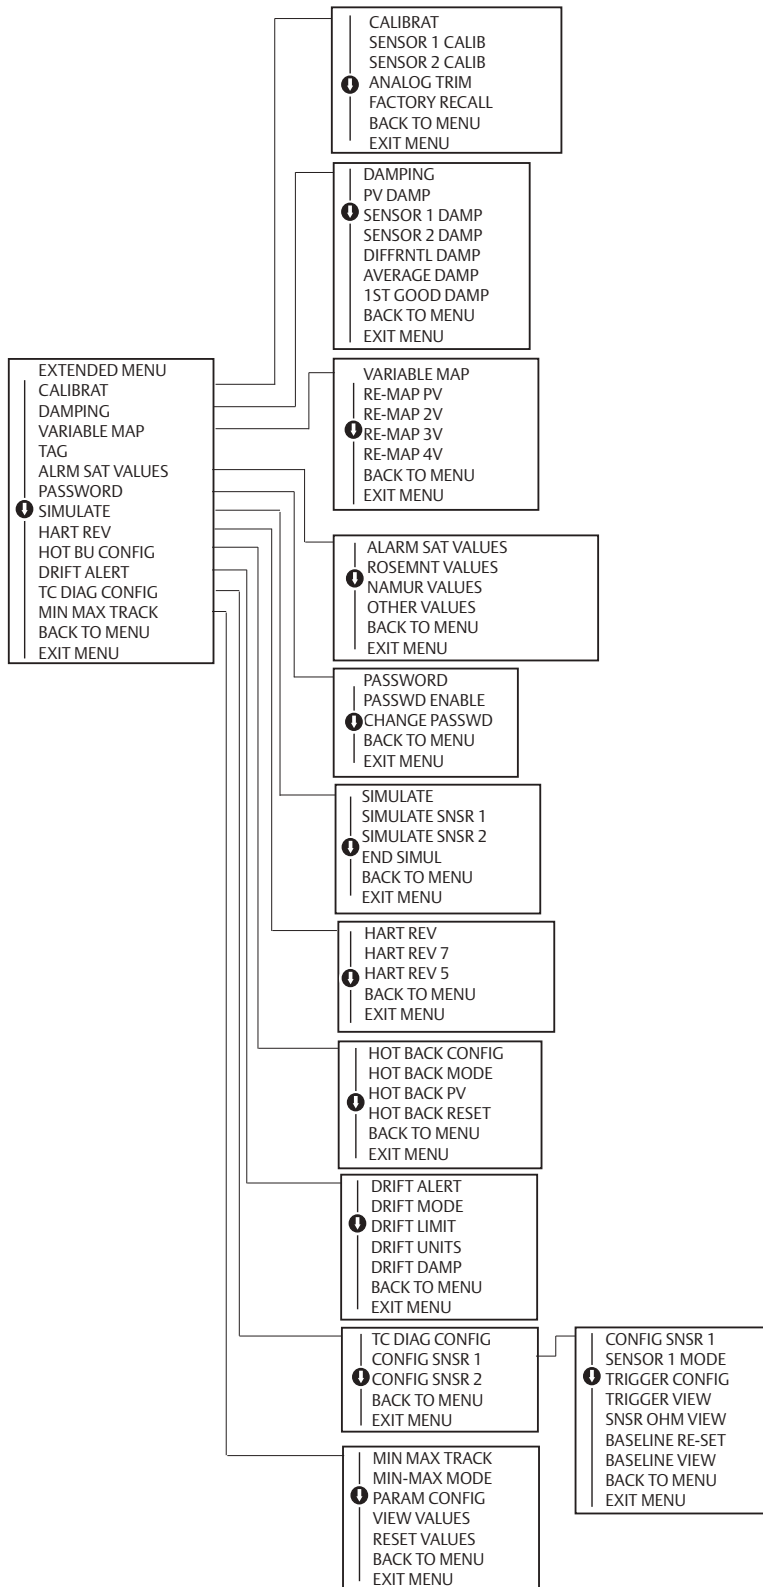 CALIBRAT
SENSOR 1 CALIB
SENSOR 2 CALIB
ANALOG TRIM
FACTORY RECALL
BACK TO MENU
EXIT MENU
DAMPING
PV DAMP
SENSOR 1 DAMP
SENSOR 2 DAMP
DIFFRNTL DAMP
AVERAGE DAMP
1ST GOOD DAMP
BACK TO MENU
EXIT MENU
EXTENDED MENU
CALIBRAT
DAMPING
VARIABLE MAP
TAG
ALRM SAT VALUES
PASSWORD
SIMULATE
HART REV
HOT BU CONFIG
DRIFT ALERT
TC DIAG CONFIG
MIN MAX TRACK
BACK TO MENU
EXIT MENU
VARIABLE MAP
RE-MAP PV
RE-MAP 2V
RE-MAP 3V
RE-MAP 4V
BACK TO MENU
EXIT MENU
ALARM SAT VALUES
ROSEMNT VALUES
NAMUR VALUES
OTHER VALUES
BACK TO MENU
EXIT MENU
PASSWORD
PASSWD ENABLE
CHANGE PASSWD
BACK TO MENU
EXIT MENU
SIMULATE
SIMULATE SNSR 1
SIMULATE SNSR 2
END SIMUL
BACK TO MENU
EXIT MENU
HART REV
HART REV 7
HART REV 5
BACK TO MENU
EXIT MENU
HOT BACK CONFIG
HOT BACK MODE
HOT BACK PV
HOT BACK RESET
BACK TO MENU
EXIT MENU
DRIFT ALERT
DRIFT MODE
DRIFT LIMIT
DRIFT UNITS
DRIFT DAMP
BACK TO MENU
EXIT MENU
TC DIAG CONFIG
CONFIG SNSR 1
CONFIG SNSR 2
BACK TO MENU
EXIT MENU
CONFIG SNSR 1
SENSOR 1 MODE
TRIGGER CONFIG
TRIGGER VIEW
SNSR OHM VIEW
BASELINE RE-SET
BASELINE VIEW
BACK TO MENU
EXIT MENU
MIN MAX TRACK
MIN-MAX MODE
PARAM CONFIG
VIEW VALUES
RESET VALUES
BACK TO MENU
EXIT MENU